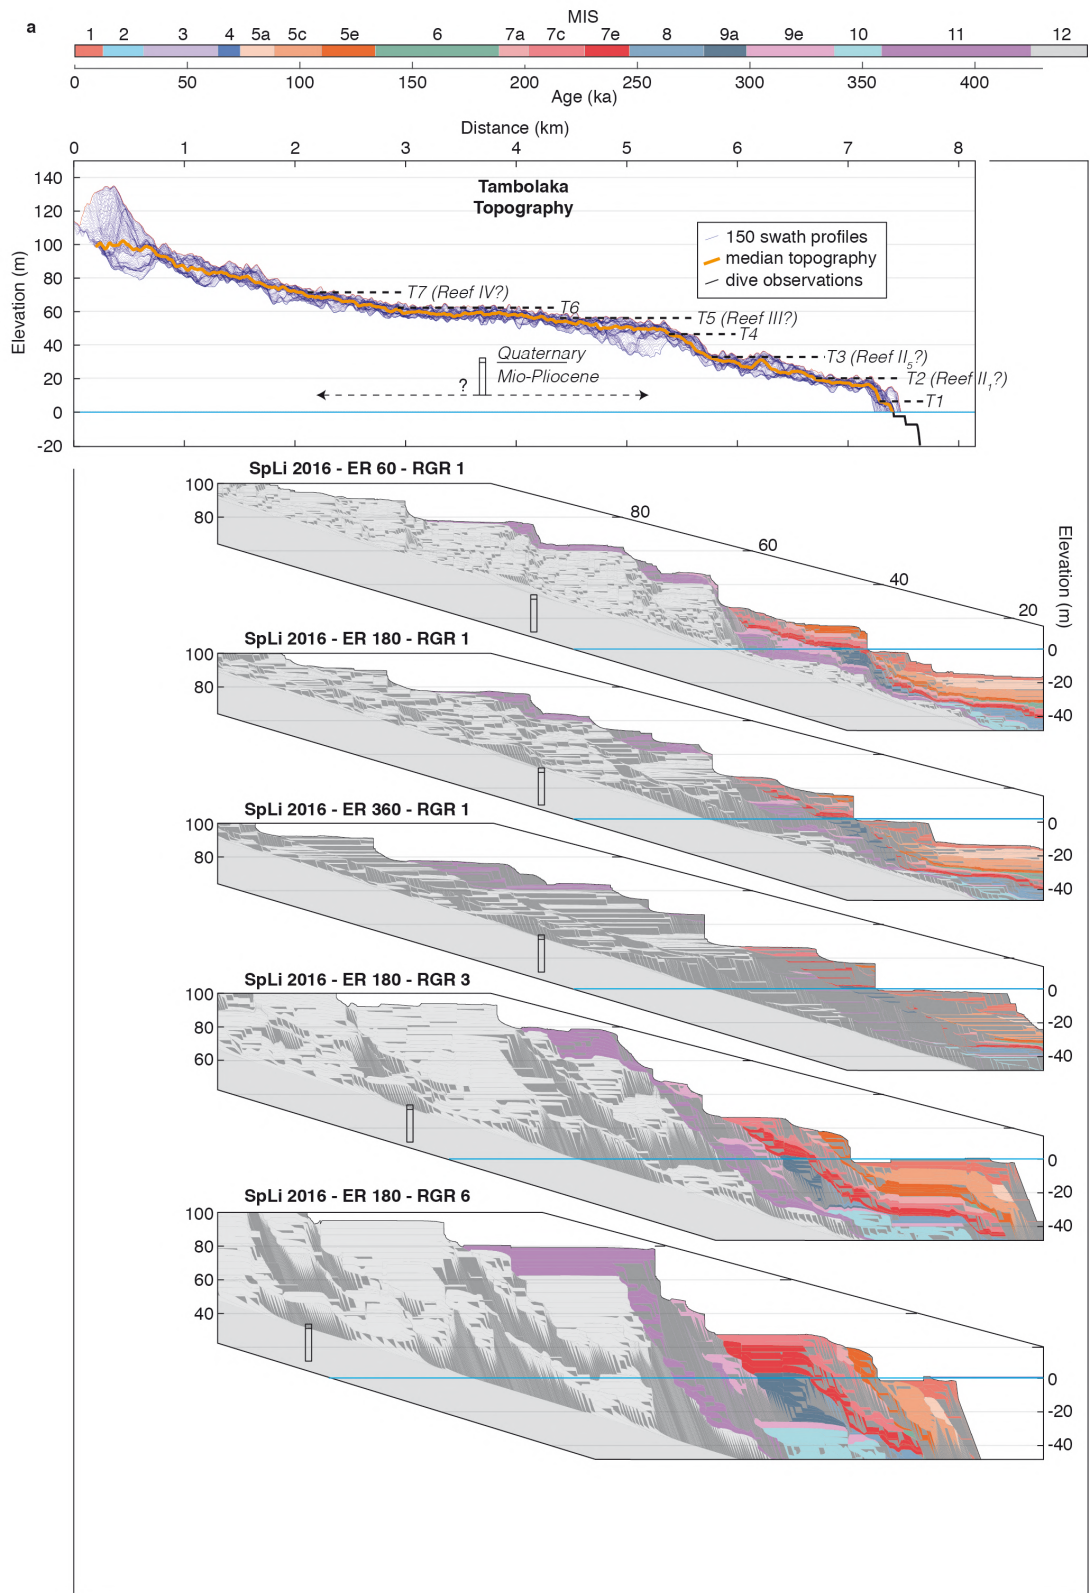 a
MIS
1 2 3 4 5a 5c 5e 6 7a 7c 7e 8 9a 9e 10 11 12
0 50 100 150 200 250 300 350 400
Age (ka)
Distance (km)
0 1 2 3 4 5 6 7 8
Elevation (m)
140
120
100
80
60
40
20
0
-20
Tambolaka
Topography
150 swath profiles
median topography
dive observations
T7 (Reef IV?)
T6
T5 (Reef III?)
T4
T3 (Reef II5?)
T2 (Reef II1?)
T1
Quaternary
?
Mio-Pliocene
SpLi 2016 - ER 60 - RGR 1
100
80
80
60
40
20
Elevation (m)
0
-20
-40
SpLi 2016 - ER 180 - RGR 1
100
80
0
-20
-40
SpLi 2016 - ER 360 - RGR 1
100
80
0
-20
-40
SpLi 2016 - ER 180 - RGR 3
100
80
60
0
-20
-40
SpLi 2016 - ER 180 - RGR 6
100
80
60
40
0
-20
-40